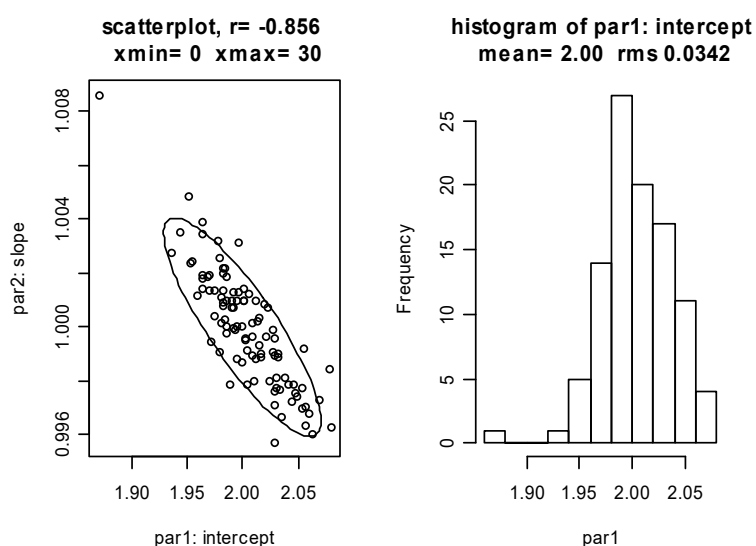 scatterplot, r= -0.856
xmin= 0 xmax= 30
par2: slope
1.008
1.004
1.000
0.996
1.90 1.95 2.00 2.05
par1: intercept
histogram of par1: intercept
mean= 2.00 rms 0.0342
Frequency
25
20
15
10
5
0
1.90 1.95 2.00 2.05
par1